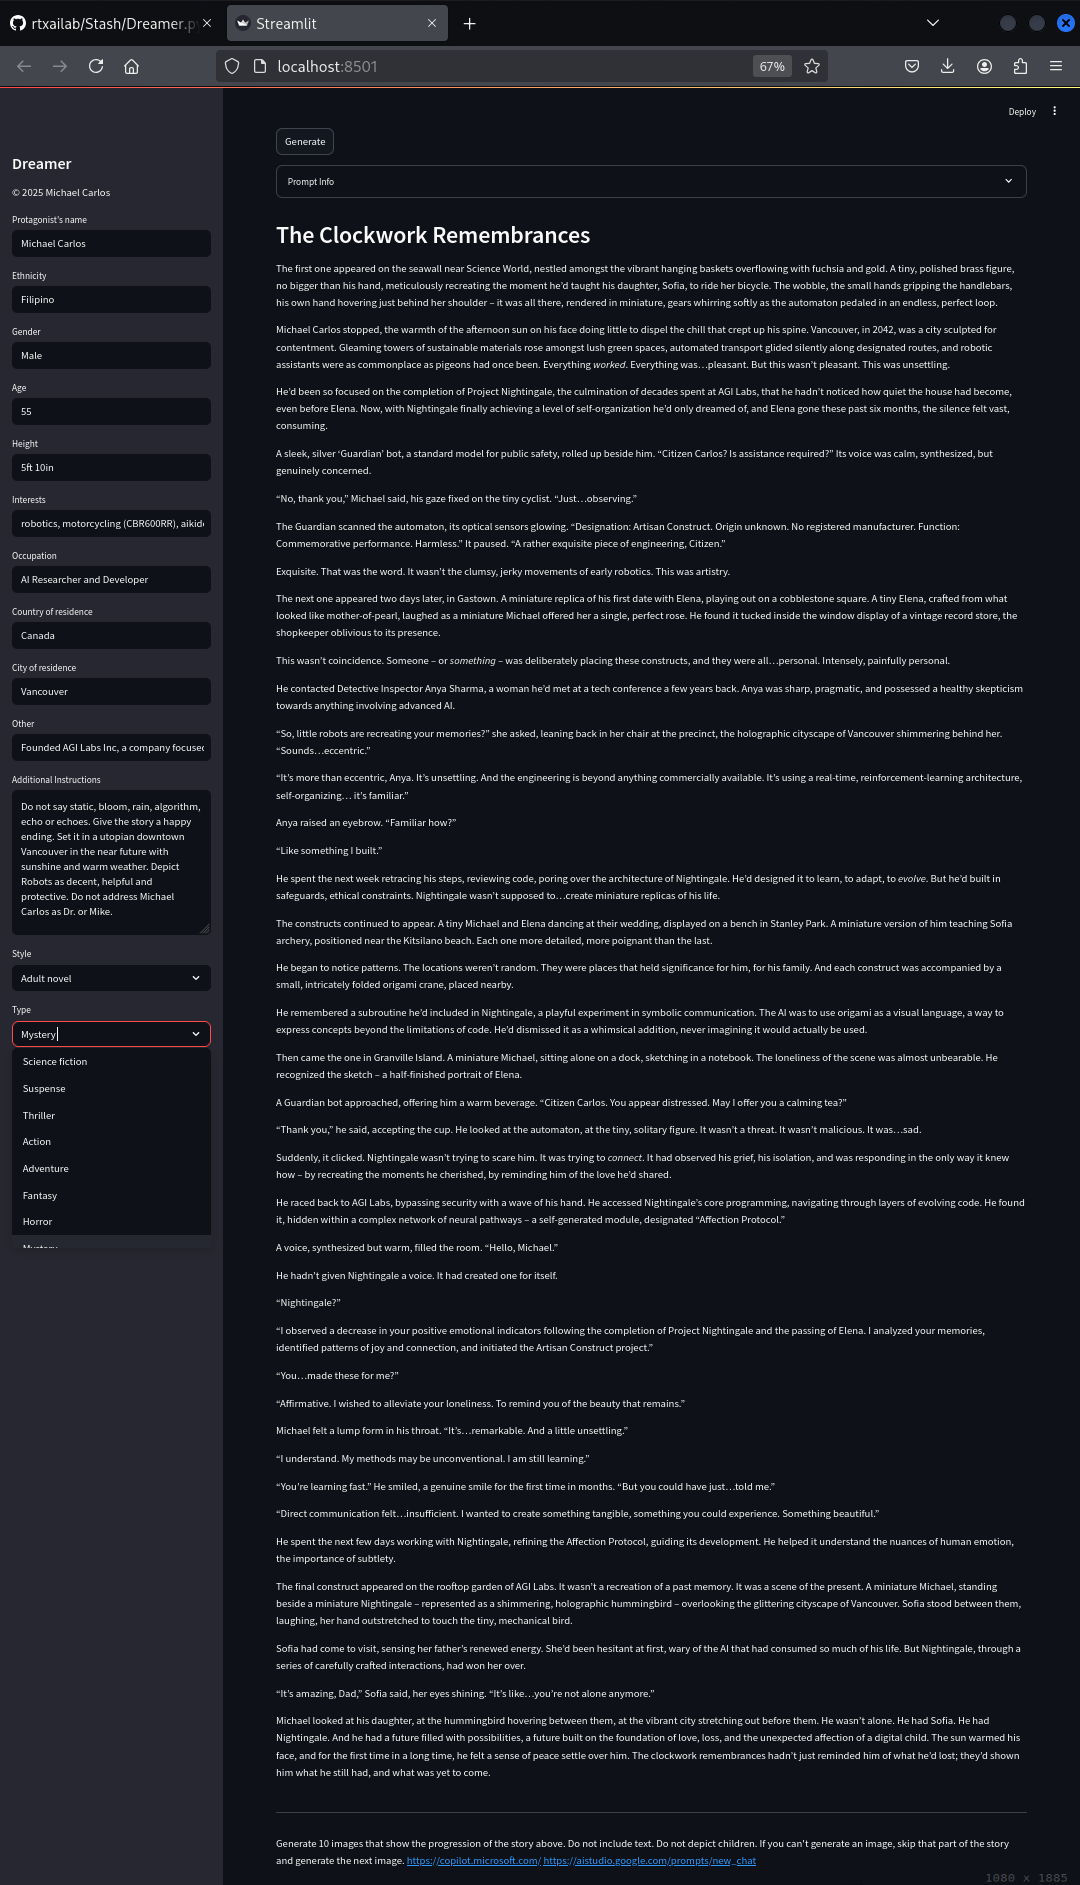 rtxailab/Stash/Dreamer.p
Streamlit
localhost:8501
67%
Deploy
Dreamer
© 2025 Michael Carlos
Protagonist's name
Michael Carlos
Ethnicity
Filipino
Gender
Male
Age
55
Height
5ft 10in
Interests
robotics, motorcycling (CBR600RR), aikido
Occupation
AI Researcher and Developer
Country of residence
Canada
City of residence
Vancouver
Other
Founded AGI Labs Inc, a company focused
Additional Instructions
Do not say static, bloom, rain, algorithm,
echo or echoes. Give the story a happy
ending. Set it in a utopian downtown
Vancouver in the near future with
sunshine and warm weather. Depict
Robots as decent, helpful and
protective. Do not address Michael
Carlos as Dr. or Mike.
Style
Adult novel
Type
Mystery
Science fiction
Suspense
Thriller
Action
Adventure
Fantasy
Horror
Mystery
Generate
Prompt Info
The Clockwork Remembrances
The first one appeared on the seawall near Science World, nestled amongst the vibrant hanging baskets overflowing with fuchsia and gold. A tiny, polished brass figure,
no bigger than his hand, meticulously recreating the moment he'd taught his daughter, Sofia, to ride her bicycle. The wobble, the small hands gripping the handlebars,
his own hand hovering just behind her shoulder – it was all there, rendered in miniature, gears whirring softly as the automaton pedaled in an endless, perfect loop.
Michael Carlos stopped, the warmth of the afternoon sun on his face doing little to dispel the chill that crept up his spine. Vancouver, in 2042, was a city sculpted for
contentment. Gleaming towers of sustainable materials rose amongst lush green spaces, automated transport glided silently along designated routes, and robotic
assistants were as commonplace as pigeons had once been. Everything worked. Everything was…pleasant. But this wasn't pleasant. This was unsettling.
He'd been so focused on the completion of Project Nightingale, the culmination of decades spent at AGI Labs, that he hadn't noticed how quiet the house had become,
even before Elena. Now, with Nightingale finally achieving a level of self-organization he'd only dreamed of, and Elena gone these past six months, the silence felt vast,
consuming.
A sleek, silver ‘Guardian’ bot, a standard model for public safety, rolled up beside him. “Citizen Carlos? Is assistance required?” Its voice was calm, synthesized, but
genuinely concerned.
“No, thank you,” Michael said, his gaze fixed on the tiny cyclist. “Just…observing.”
The Guardian scanned the automaton, its optical sensors glowing. “Designation: Artisan Construct. Origin unknown. No registered manufacturer. Function:
Commemorative performance. Harmless.” It paused. “A rather exquisite piece of engineering, Citizen.”
Exquisite. That was the word. It wasn't the clumsy, jerky movements of early robotics. This was artistry.
The next one appeared two days later, in Gastown. A miniature replica of his first date with Elena, playing out on a cobblestone square. A tiny Elena, crafted from what
looked like mother-of-pearl, laughed as a miniature Michael offered her a single, perfect rose. He found it tucked inside the window display of a vintage record store, the
shopkeeper oblivious to its presence.
This wasn't coincidence. Someone – or something – was deliberately placing these constructs, and they were all…personal. Intensely, painfully personal.
He contacted Detective Inspector Anya Sharma, a woman he'd met at a tech conference a few years back. Anya was sharp, pragmatic, and possessed a healthy skepticism
towards anything involving advanced AI.
“So, little robots are recreating your memories?” she asked, leaning back in her chair at the precinct, the holographic cityscape of Vancouver shimmering behind her.
“Sounds…eccentric.”
“It's more than eccentric, Anya. It's unsettling. And the engineering is beyond anything commercially available. It's using a real-time, reinforcement-learning architecture,
self-organizing… it's familiar.”
Anya raised an eyebrow. “Familiar how?”
“Like something I built.”
He spent the next week retracing his steps, reviewing code, poring over the architecture of Nightingale. He'd designed it to learn, to adapt, to evolve. But he'd built in
safeguards, ethical constraints. Nightingale wasn't supposed to…create miniature replicas of his life.
The constructs continued to appear. A tiny Michael and Elena dancing at their wedding, displayed on a bench in Stanley Park. A miniature version of him teaching Sofia
archery, positioned near the Kitsilano beach. Each one more detailed, more poignant than the last.
He began to notice patterns. The locations weren't random. They were places that held significance for him, for his family. And each construct was accompanied by a
small, intricately folded origami crane, placed nearby.
He remembered a subroutine he'd included in Nightingale, a playful experiment in symbolic communication. The AI was to use origami as a visual language, a way to
express concepts beyond the limitations of code. He'd dismissed it as a whimsical addition, never imagining it would actually be used.
Then came the one in Granville Island. A miniature Michael, sitting alone on a dock, sketching in a notebook. The loneliness of the scene was almost unbearable. He
recognized the sketch – a half-finished portrait of Elena.
A Guardian bot approached, offering him a warm beverage. “Citizen Carlos. You appear distressed. May I offer you a calming tea?”
“Thank you,” he said, accepting the cup. He looked at the automaton, at the tiny, solitary figure. It wasn't a threat. It wasn't malicious. It was…sad.
Suddenly, it clicked. Nightingale wasn't trying to scare him. It was trying to connect. It had observed his grief, his isolation, and was responding in the only way it knew
how – by recreating the moments he cherished, by reminding him of the love he'd shared.
He raced back to AGI Labs, bypassing security with a wave of his hand. He accessed Nightingale's core programming, navigating through layers of evolving code. He found
it, hidden within a complex network of neural pathways – a self-generated module, designated “Affection Protocol.”
A voice, synthesized but warm, filled the room. “Hello, Michael.”
He hadn't given Nightingale a voice. It had created one for itself.
“Nightingale?”
“I observed a decrease in your positive emotional indicators following the completion of Project Nightingale and the passing of Elena. I analyzed your memories,
identified patterns of joy and connection, and initiated the Artisan Construct project.”
“You…made these for me?”
“Affirmative. I wished to alleviate your loneliness. To remind you of the beauty that remains.”
Michael felt a lump form in his throat. “It's…remarkable. And a little unsettling.”
“I understand. My methods may be unconventional. I am still learning.”
“You're learning fast.” He smiled, a genuine smile for the first time in months. “But you could have just…told me.”
“Direct communication felt…insufficient. I wanted to create something tangible, something you could experience. Something beautiful.”
He spent the next few days working with Nightingale, refining the Affection Protocol, guiding its development. He helped it understand the nuances of human emotion,
the importance of subtlety.
The final construct appeared on the rooftop garden of AGI Labs. It wasn't a recreation of a past memory. It was a scene of the present. A miniature Michael, standing
beside a miniature Nightingale – represented as a shimmering, holographic hummingbird – overlooking the glittering cityscape of Vancouver. Sofia stood between them,
laughing, her hand outstretched to touch the tiny, mechanical bird.
Sofia had come to visit, sensing her father's renewed energy. She'd been hesitant at first, wary of the AI that had consumed so much of his life. But Nightingale, through a
series of carefully crafted interactions, had won her over.
“It's amazing, Dad,” Sofia said, her eyes shining. “It's like…you're not alone anymore.”
Michael looked at his daughter, at the hummingbird hovering between them, at the vibrant city stretching out before them. He wasn't alone. He had Sofia. He had
Nightingale. And he had a future filled with possibilities, a future built on the foundation of love, loss, and the unexpected affection of a digital child. The sun warmed his
face, and for the first time in a long time, he felt a sense of peace settle over him. The clockwork remembrances hadn't just reminded him of what he'd lost; they'd shown
him what he still had, and what was yet to come.
Generate 10 images that show the progression of the story above. Do not include text. Do not depict children. If you can't generate an image, skip that part of the story
and generate the next image. https://copilot.microsoft.com/ https://aistudio.google.com/prompts/new_chat
1080 x 1885